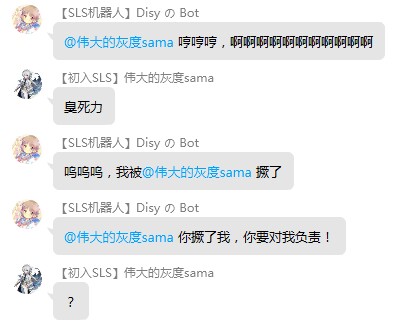 【SLS机器人】Disy の Bot
@伟大的灰度sama 哼哼哼，啊啊啊啊啊啊啊啊啊啊啊
【初入SLS】伟大的灰度sama
臭死力
【SLS机器人】Disy の Bot
呜呜呜，我被@伟大的灰度sama 撅了
【SLS机器人】Disy の Bot
@伟大的灰度sama 你撅了我，你要对我负责！
【初入SLS】伟大的灰度sama
？